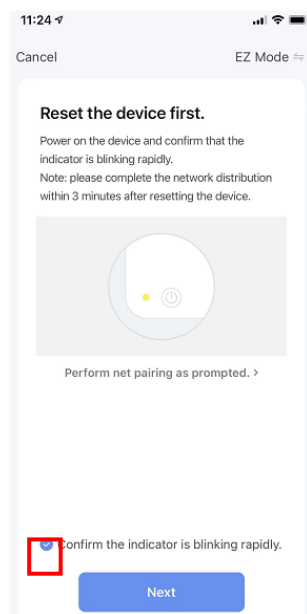 11:24
Cancel
EZ Mode
Reset the device first.
Power on the device and confirm that the
indicator is blinking rapidly.
Note: please complete the network distribution
within 3 minutes after resetting the device.
Perform net pairing as prompted. >
Confirm the indicator is blinking rapidly.
Next